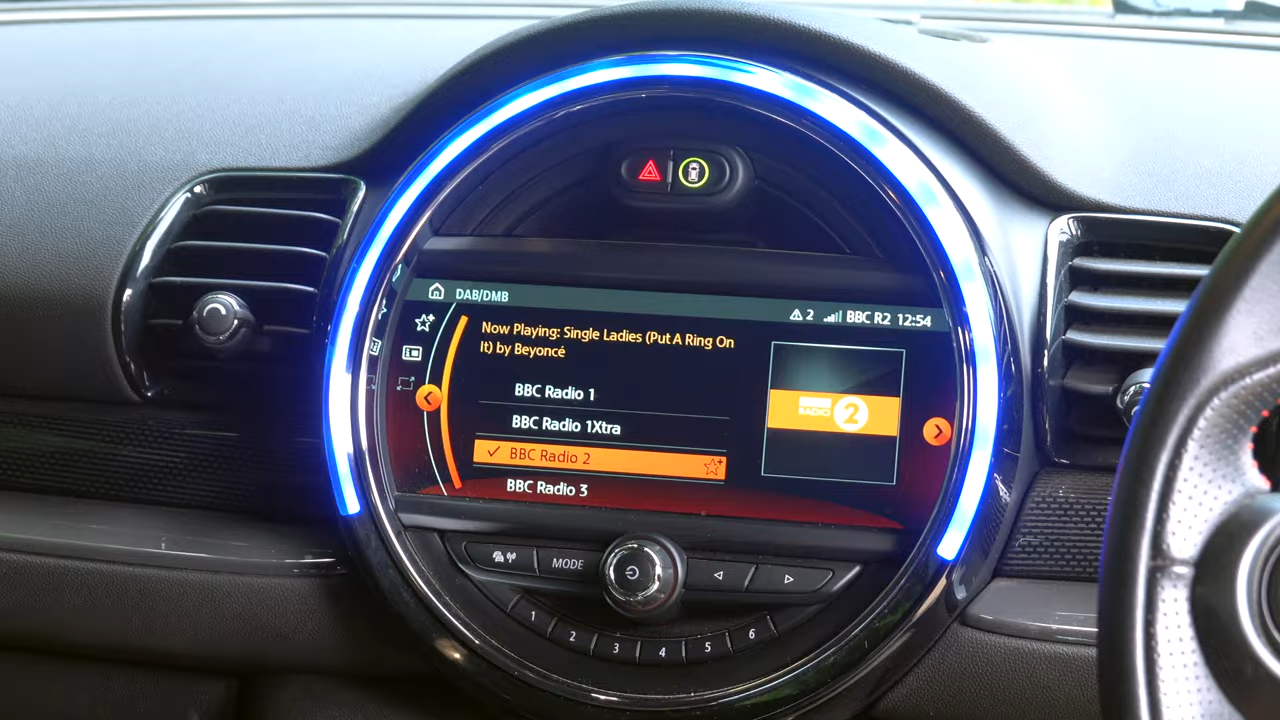 DAB/DMB
2 BBC R2 12:54
Now Playing: Single Ladies (Put A Ring On
It) by Beyoncé
BBC Radio 1
BBC Radio 1Xtra
BBC Radio 2
BBC Radio 3
RADIO 2
MODE
1
2
3
4
5
6